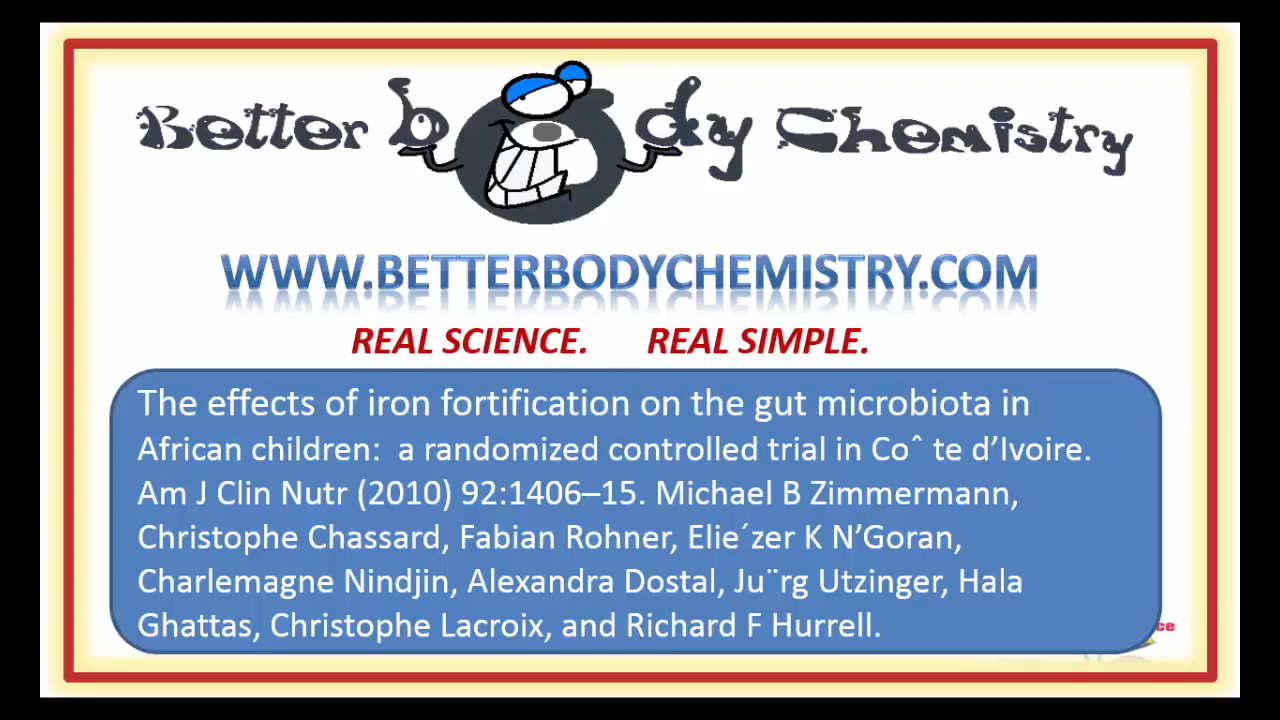 Better body Chemistry
WWW.BETTERBODYCHEMISTRY.COM
REAL SCIENCE. REAL SIMPLE.
The effects of iron fortification on the gut microbiota in
African children: a randomized controlled trial in Coˆ te d’Ivoire.
Am J Clin Nutr (2010) 92:1406–15. Michael B Zimmermann,
Christophe Chassard, Fabian Rohner, Elie´zer K N’Goran,
Charlemagne Nindjin, Alexandra Dostal, Ju¨rg Utzinger, Hala
Ghattas, Christophe Lacroix, and Richard F Hurrell.